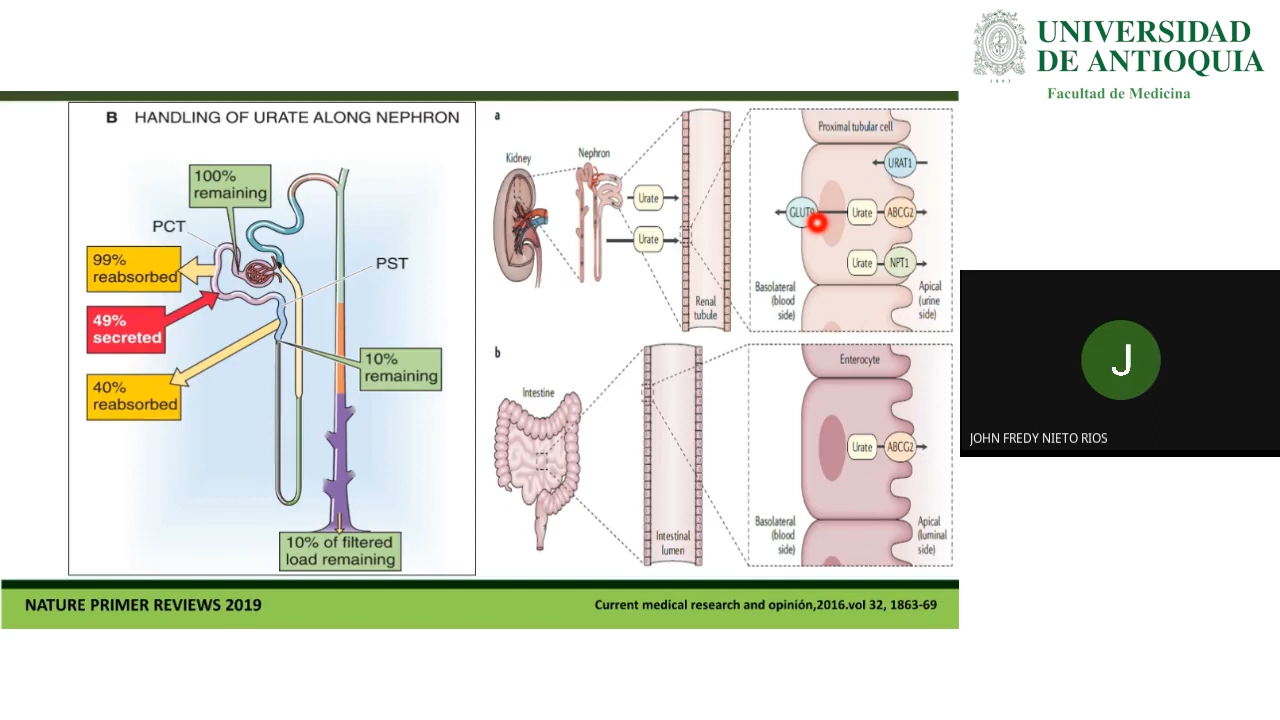 UNIVERSIDAD
DE ANTIOQUIA
1 8 0 3
Facultad de Medicina
B HANDLING OF URATE ALONG NEPHRON
100%
remaining
PCT
99%
reabsorbed
PST
49%
secreted
10%
remaining
40%
reabsorbed
10% of filtered
load remaining
a
Kidney
Nephron
Urate
Urate
Renal
tubule
Proximal tubular cell
URAT1
Urate
ABCG2
Urate
NPT1
Basolateral
(blood
side)
Apical
(urine
side)
b
Intestine
Intestinal
lumen
Enterocyte
Urate
ABCG2
Basolateral
(blood
side)
Apical
(luminal
side)
NATURE PRIMER REVIEWS 2019
Current medical research and opinión,2016.vol 32, 1863-69
J
JOHN FREDY NIETO RIOS